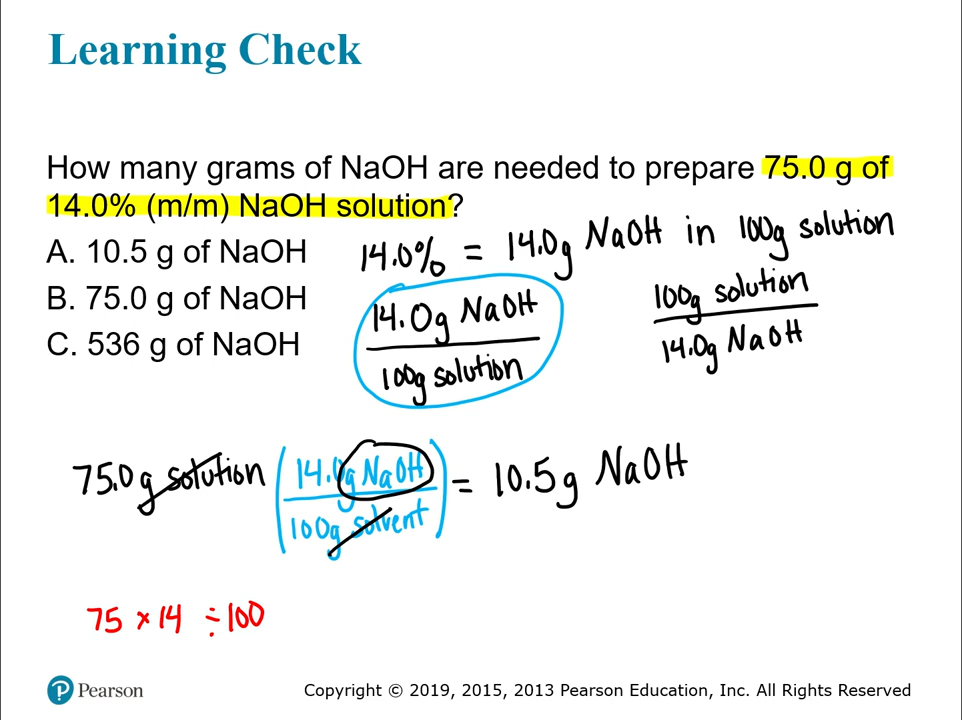 Learning Check
How many grams of NaOH are needed to prepare 75.0 g of
14.0% (m/m) NaOH solution?
A. 10.5 g of NaOH
B. 75.0 g of NaOH
C. 536 g of NaOH
14.0% = 14.0g NaOH in 100g solution
14.0g NaOH
100g solution
100g solution
14.0g NaOH
75.0g solution (14.0g NaOH / 100g solvent) = 10.5g NaOH
75 × 14 ÷ 100
Pearson
Copyright © 2019, 2015, 2013 Pearson Education, Inc. All Rights Reserved